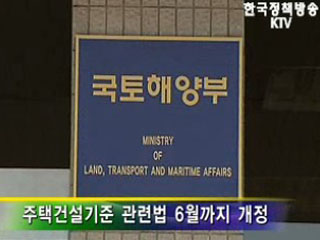 한국정책방송
KTV
국토해양부
MINISTRY
OF
LAND, TRANSPORT AND MARITIME AFFAIRS
주택건설기준 관련법 6월까지 개정